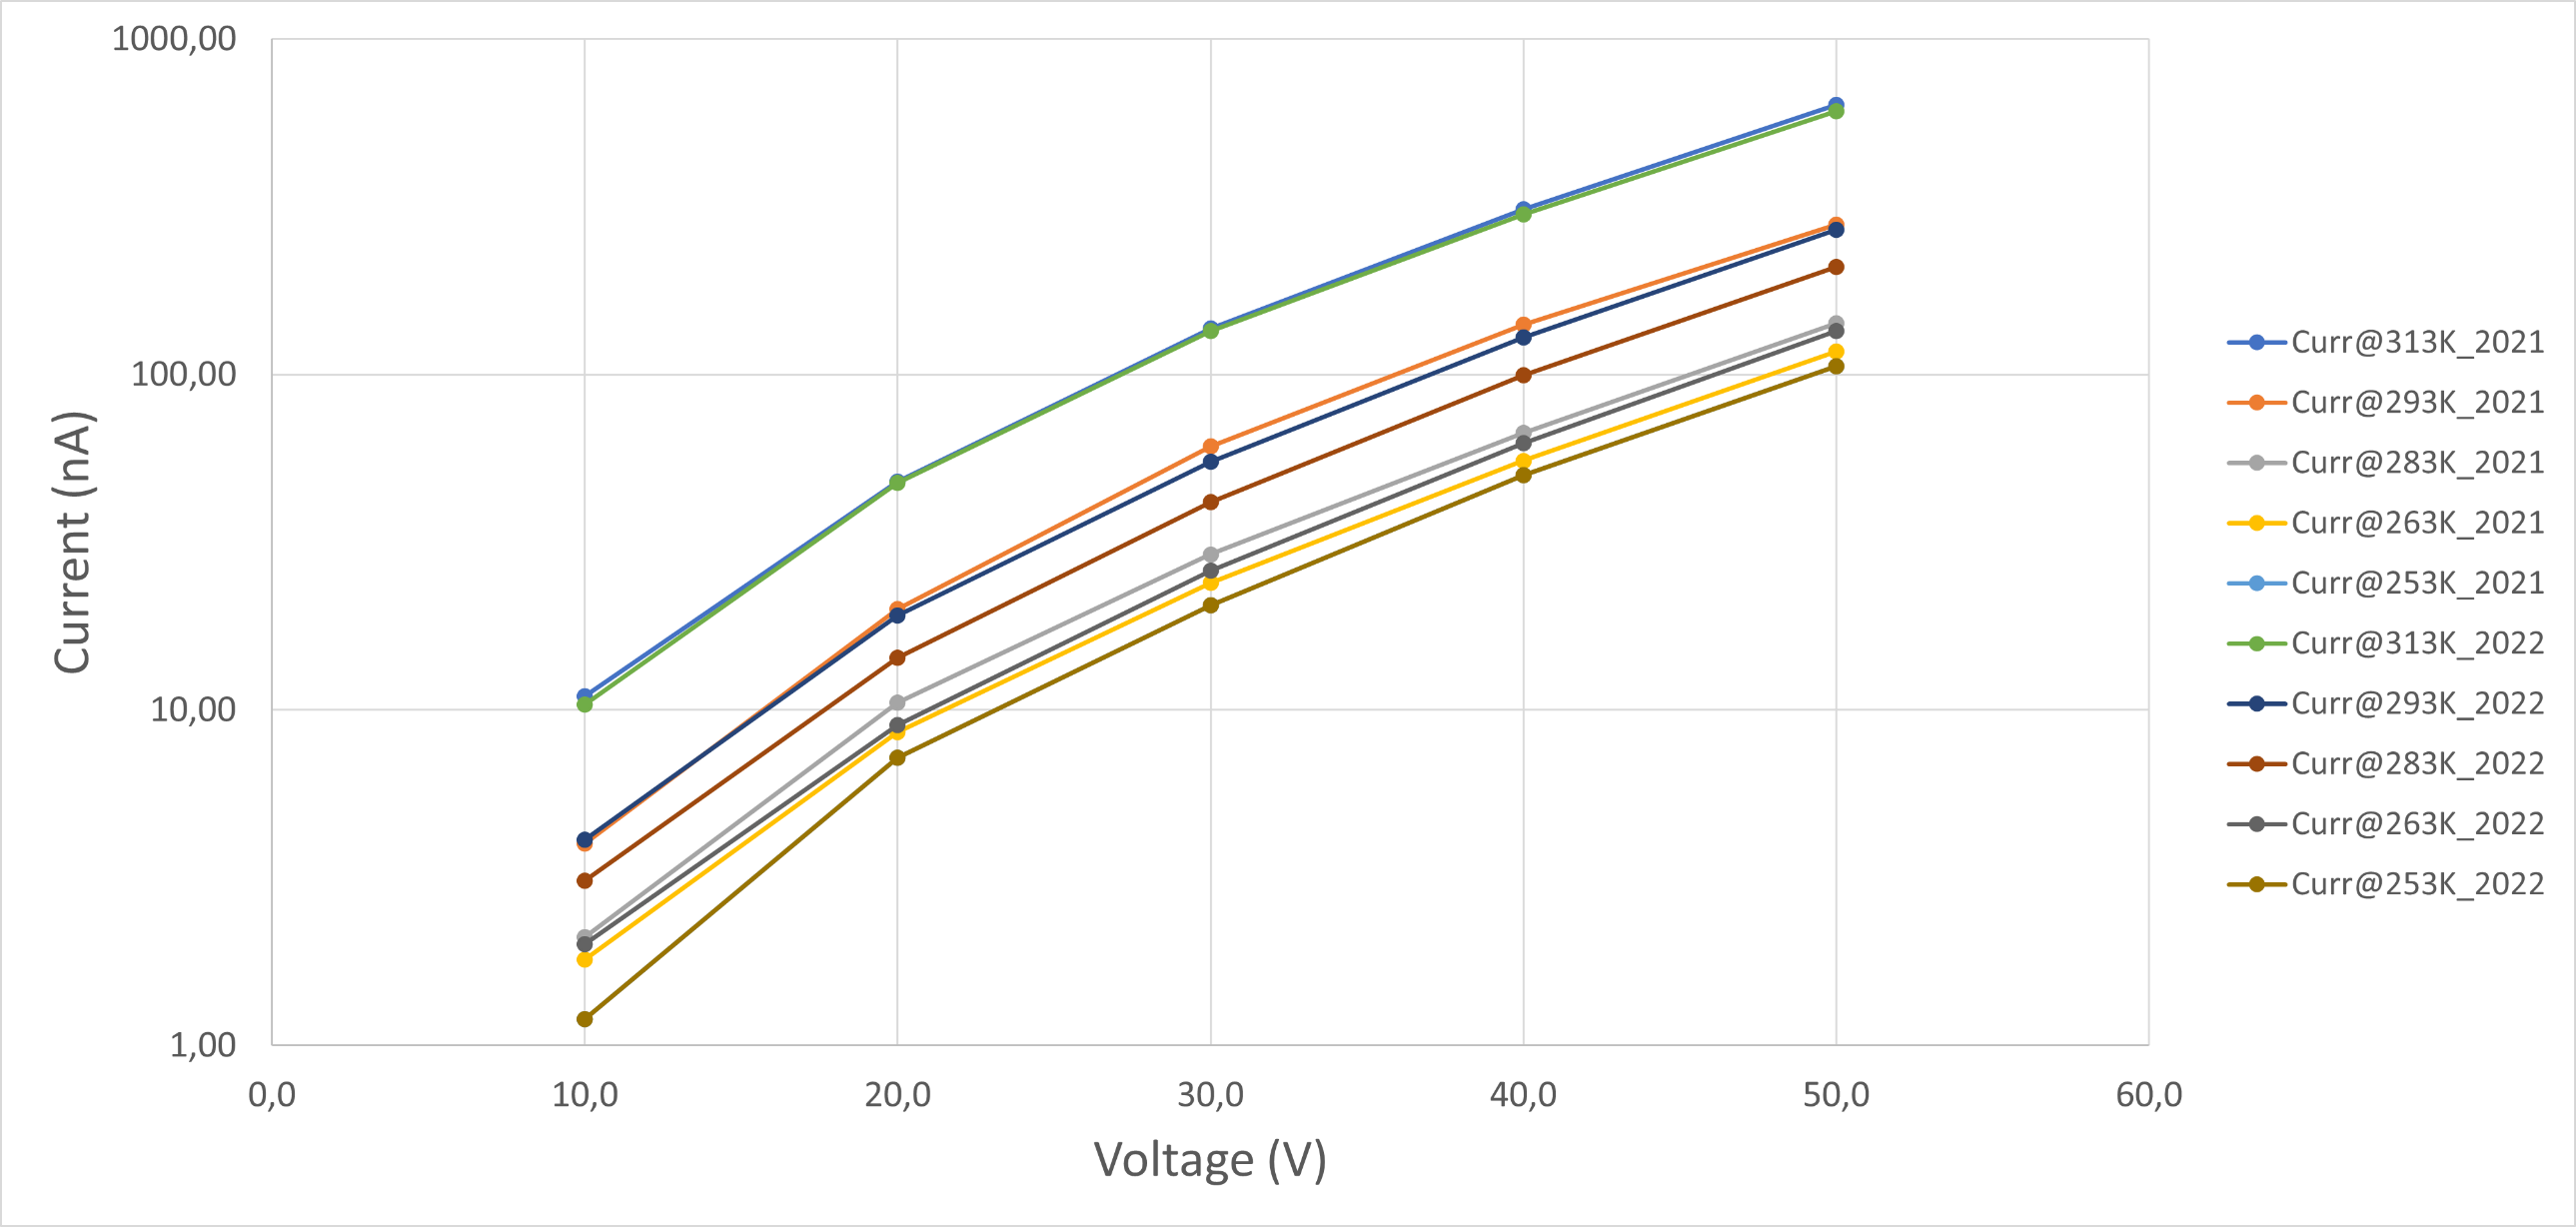 1000,00
100,00
10,00
1,00
Current (nA)
0,0 10,0 20,0 30,0 40,0 50,0 60,0
Voltage (V)
Curr@313K_2021
Curr@293K_2021
Curr@283K_2021
Curr@263K_2021
Curr@253K_2021
Curr@313K_2022
Curr@293K_2022
Curr@283K_2022
Curr@263K_2022
Curr@253K_2022